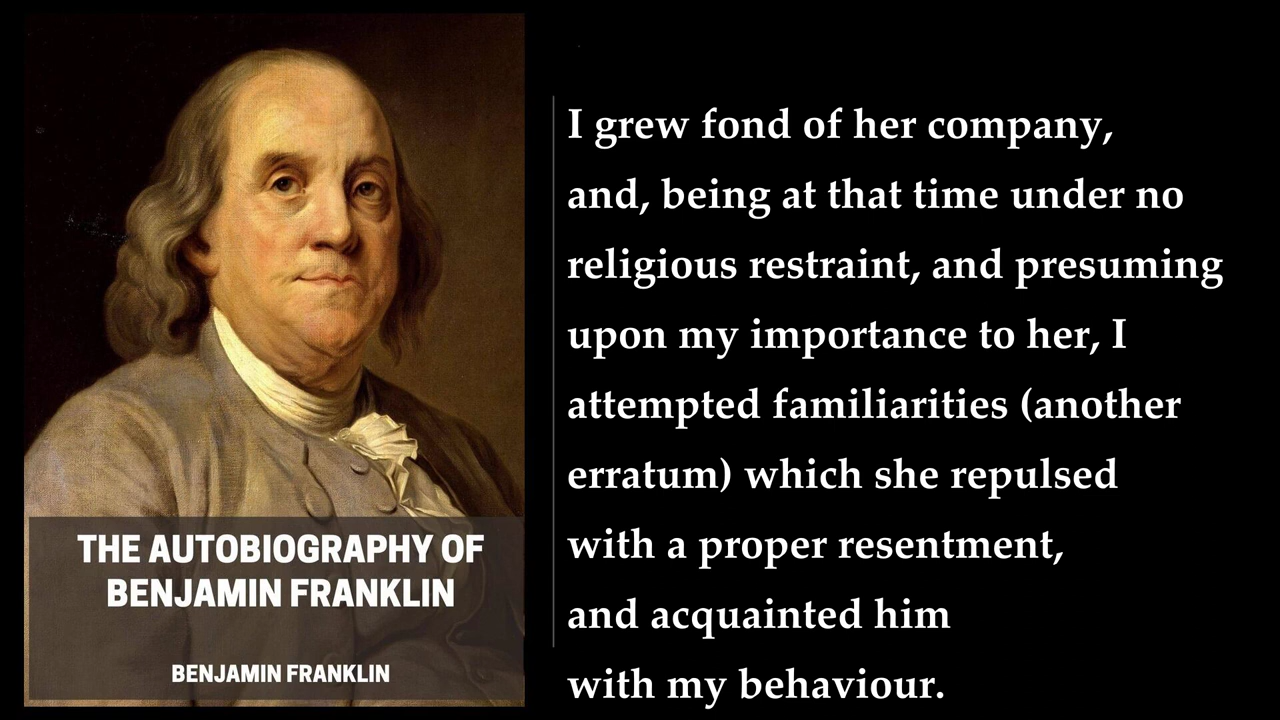 THE AUTOBIOGRAPHY OF
BENJAMIN FRANKLIN
BENJAMIN FRANKLIN
I grew fond of her company,
and, being at that time under no
religious restraint, and presuming
upon my importance to her, I
attempted familiarities (another
erratum) which she repulsed
with a proper resentment,
and acquainted him
with my behaviour.